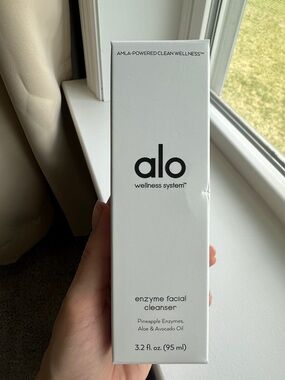 AMLA-POWERED CLEAN WELLNESS™
alo
wellness system™
enzyme facial
cleanser
Pineapple Enzymes,
Aloe & Avocado Oil
3.2 fl. oz. (95 ml)